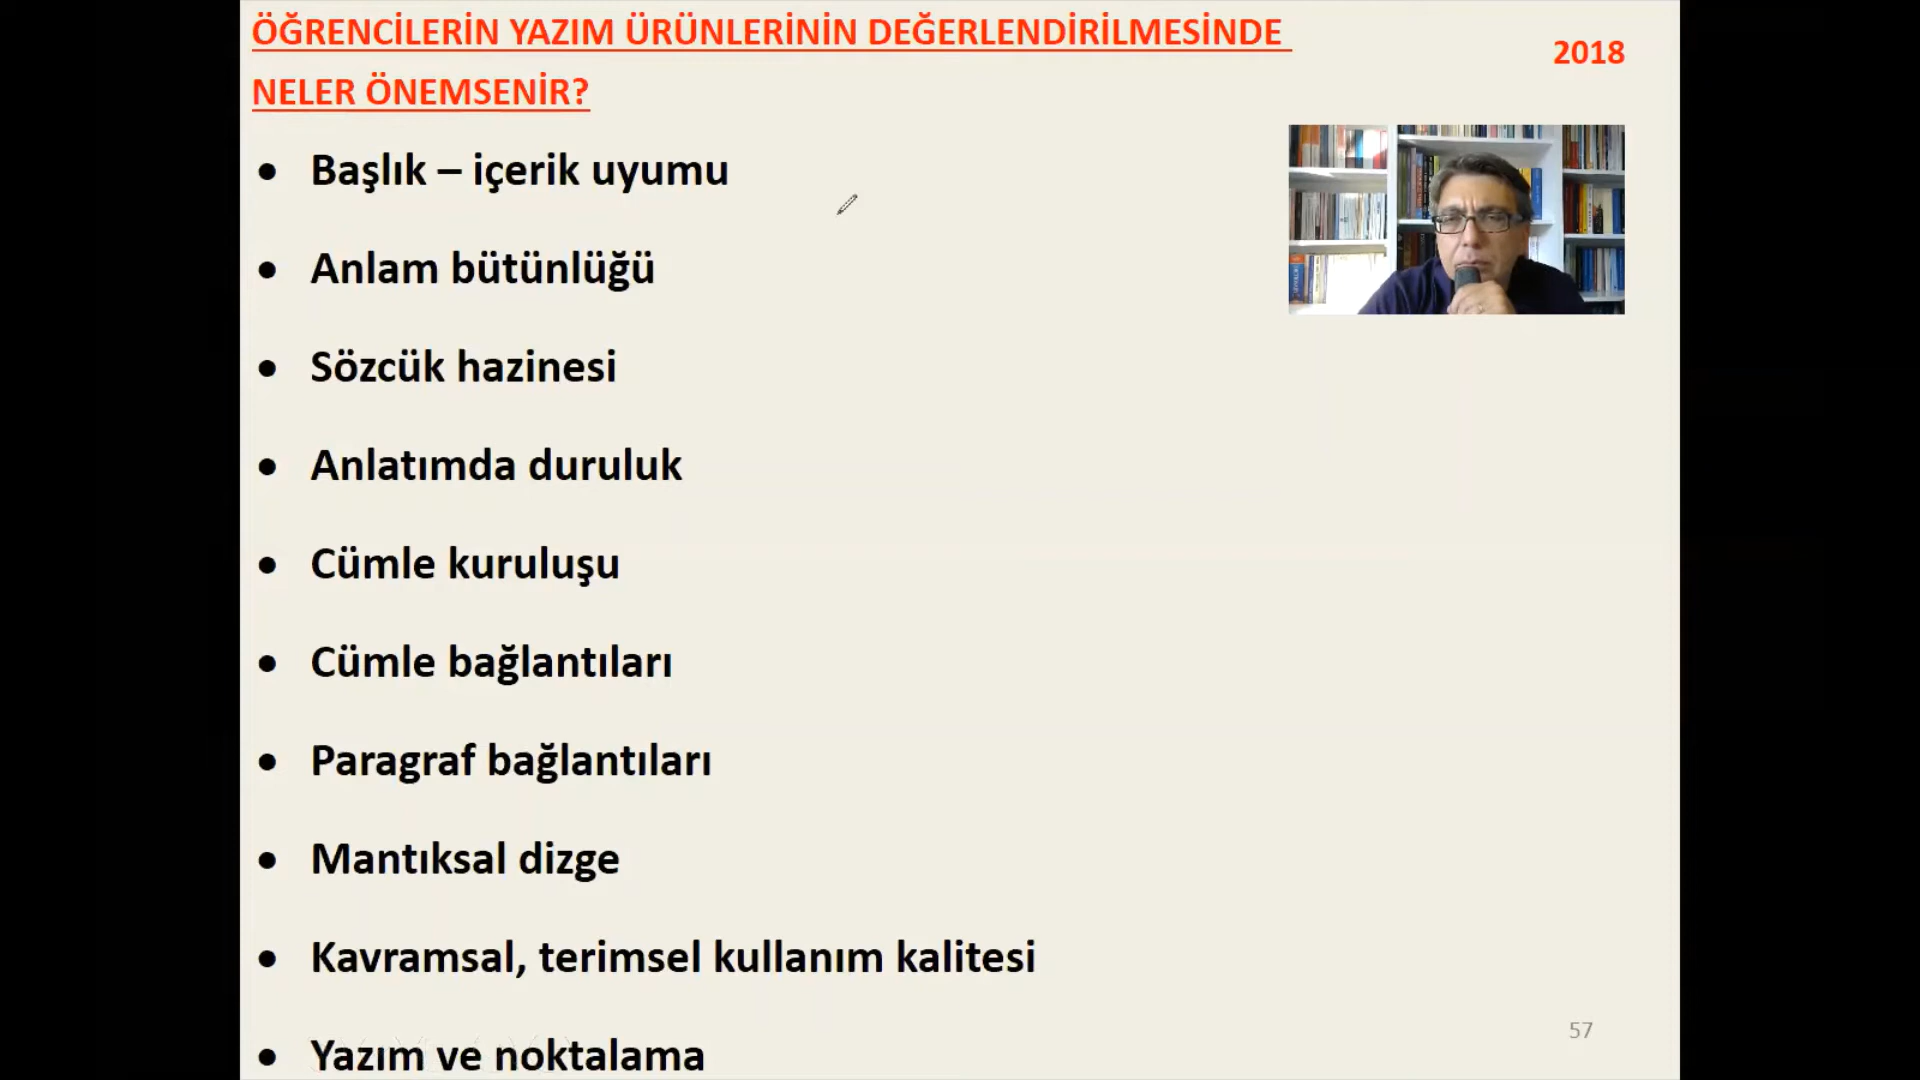 ÖĞRENCİLERİN YAZIM ÜRÜNLERİNİN DEĞERLENDİRİLMESİNDE
NELER ÖNEMSENİR?
2018
• Başlık – içerik uyumu
• Anlam bütünlüğü
• Sözcük hazinesi
• Anlatımda duruluk
• Cümle kuruluşu
• Cümle bağlantıları
• Paragraf bağlantıları
• Mantıksal dizge
• Kavramsal, terimsel kullanım kalitesi
• Yazım ve noktalama
57